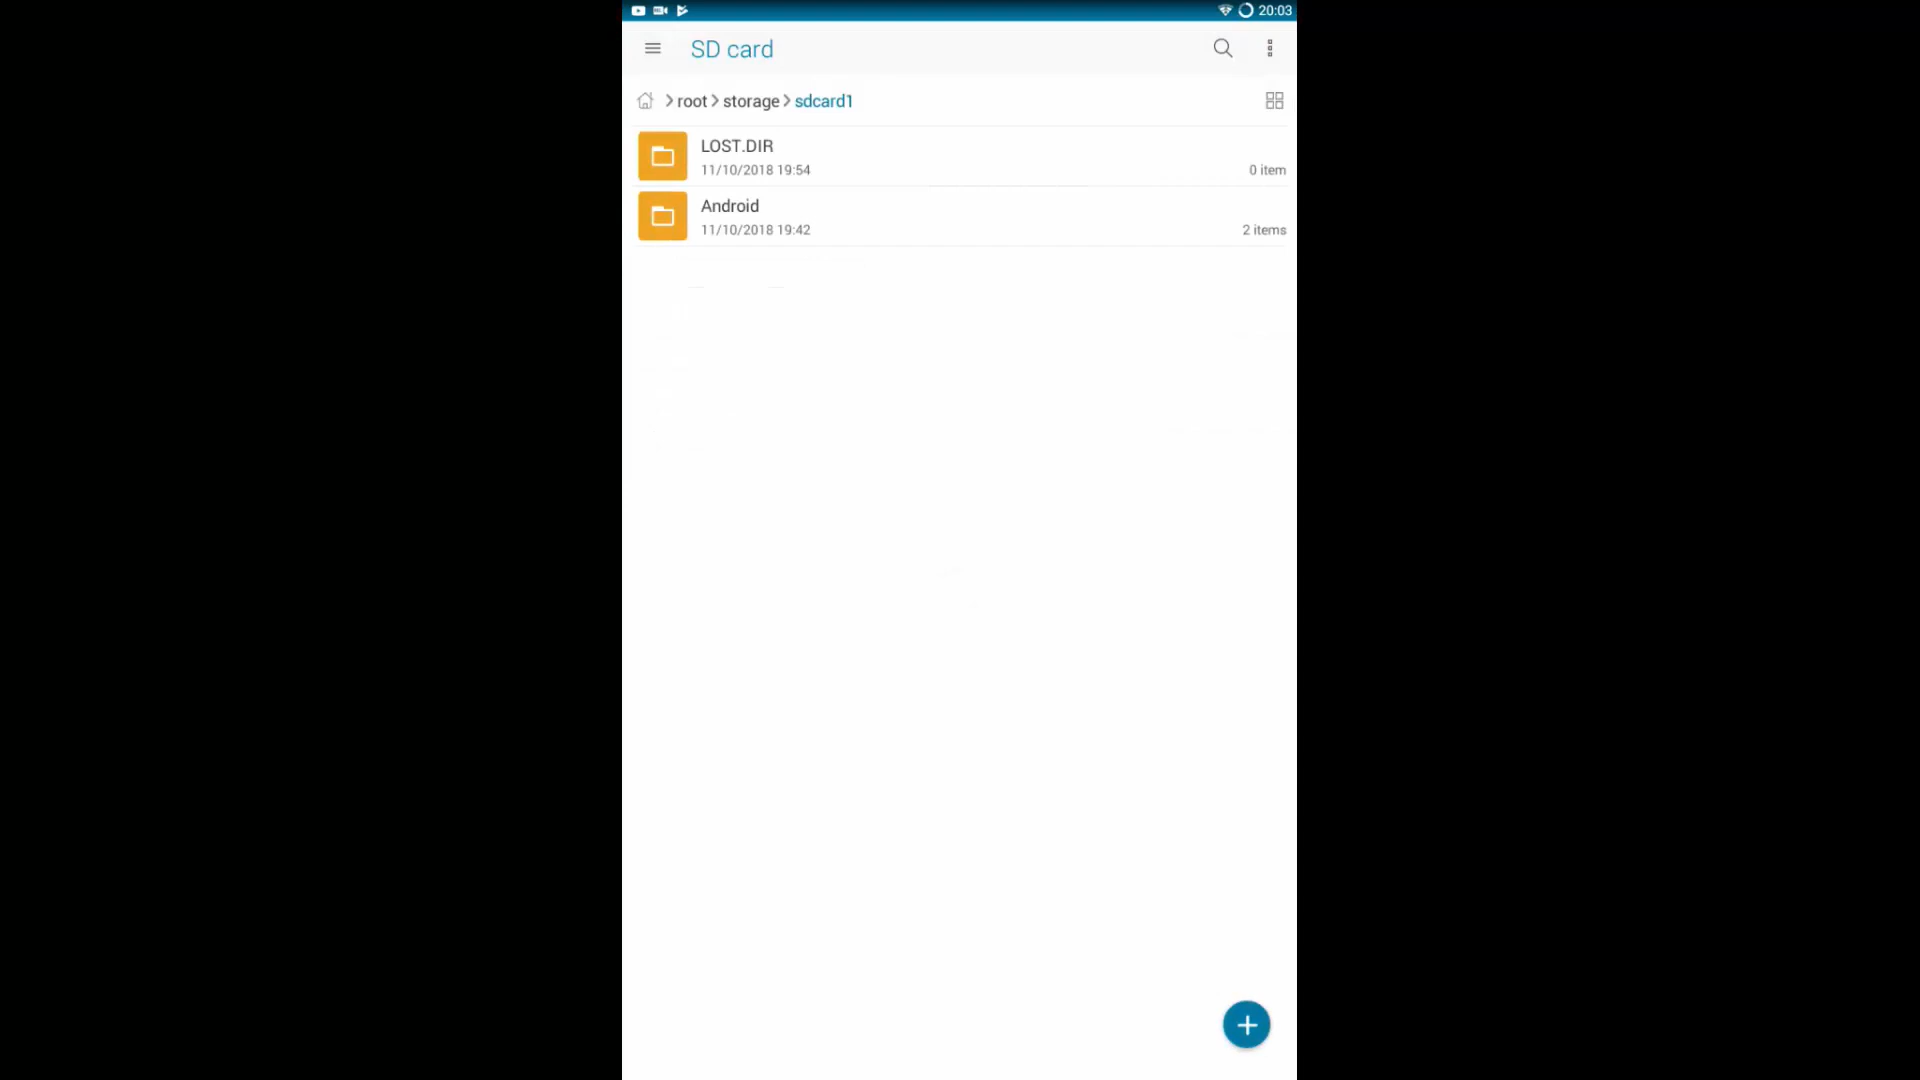 20:03
SD card
root storage sdcard1
LOST.DIR
11/10/2018 19:54
0 item
Android
11/10/2018 19:42
2 items